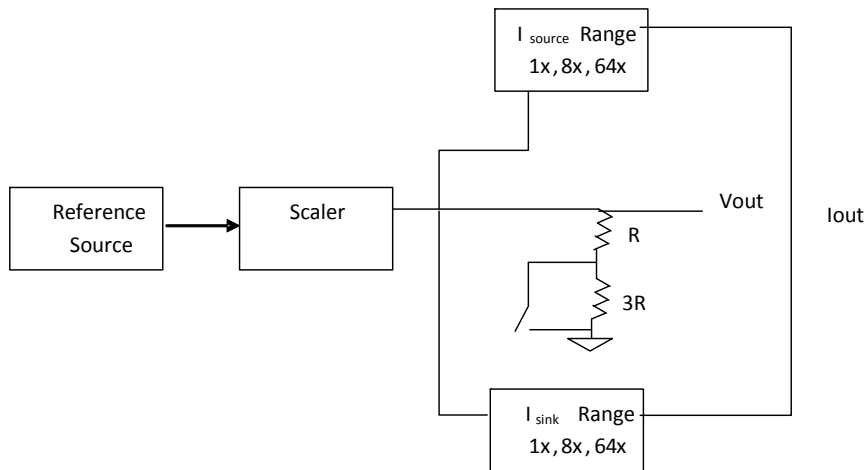 I source Range
1x, 8x, 64x
Reference
Source
Scaler
Vout
Iout
R
3R
I sink Range
1x, 8x, 64x